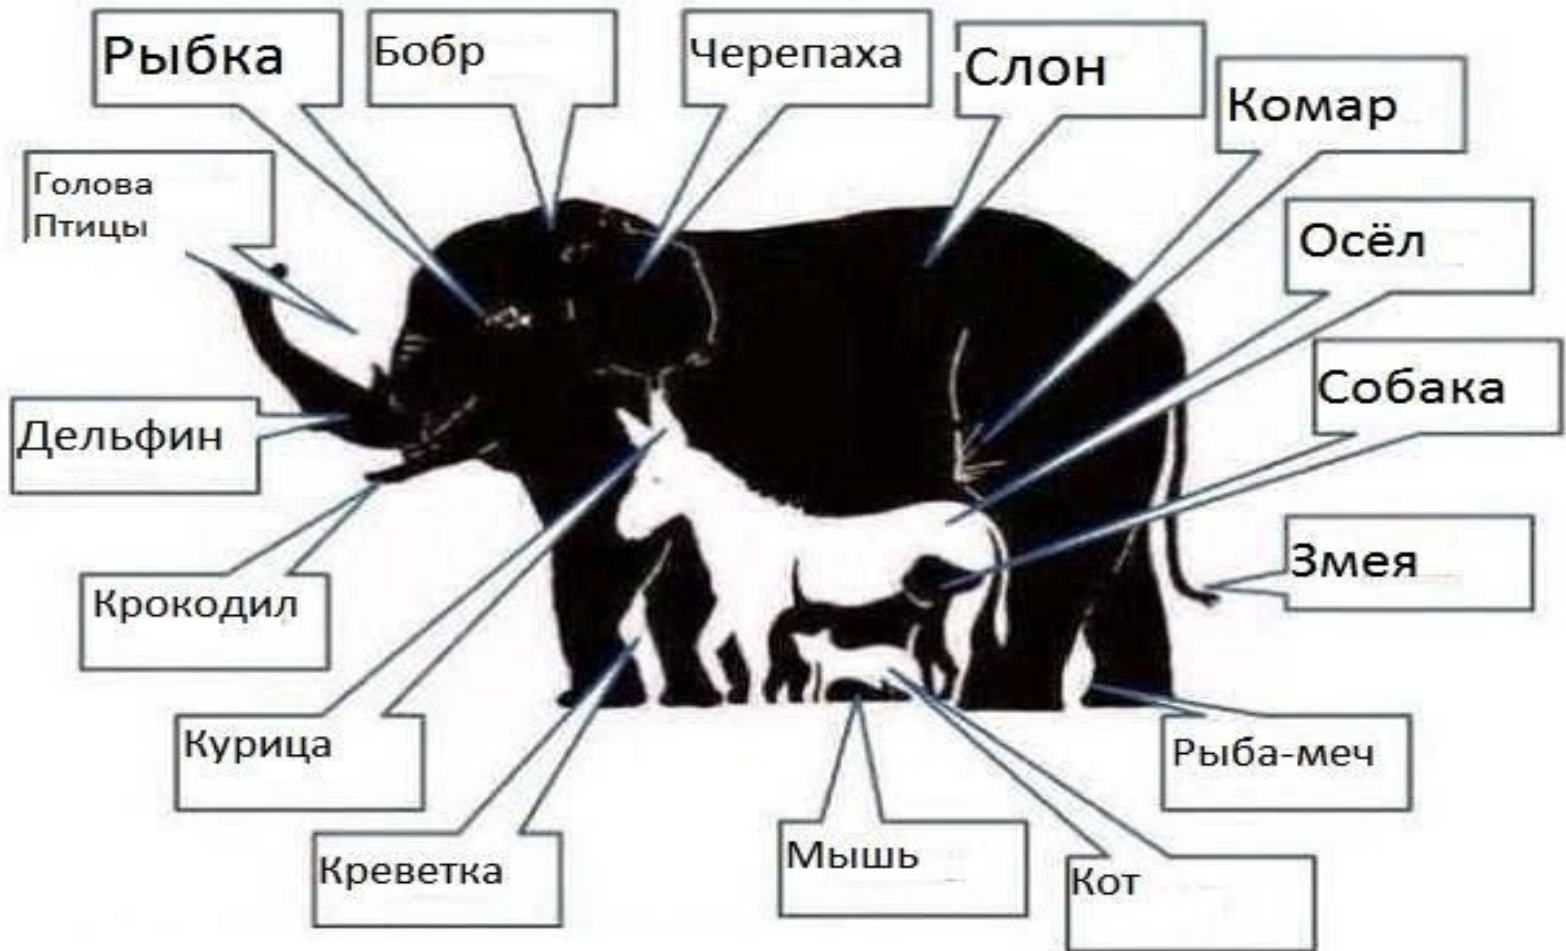 Рыбка
Бобр
Черепаха
Слон
Комар
Голова
Птицы
Осёл
Собака
Дельфин
Змея
Крокодил
Курица
Рыба-меч
Креветка
Мышь
Кот